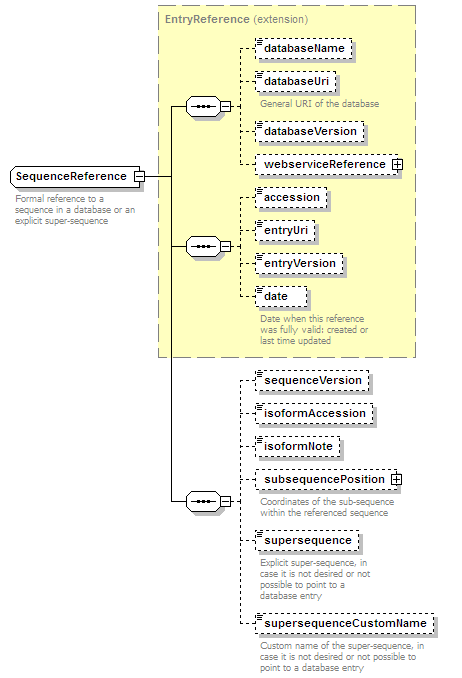 EntryReference (extension)
databaseName
databaseUri
General URI of the database
databaseVersion
webserviceReference
SequenceReference
Formal reference to a
sequence in a database or an
explicit super-sequence
accession
entryUri
entryVersion
date
Date when this reference
was fully valid: created or
last time updated
sequenceVersion
isoformAccession
isoformNote
subsequencePosition
Coordinates of the sub-sequence
within the referenced sequence
supersequence
Explicit super-sequence, in
case it is not desired or not
possible to point to a
database entry
supersequenceCustomName
Custom name of the super-sequence, in
case it is not desired or not possible to
point to a database entry